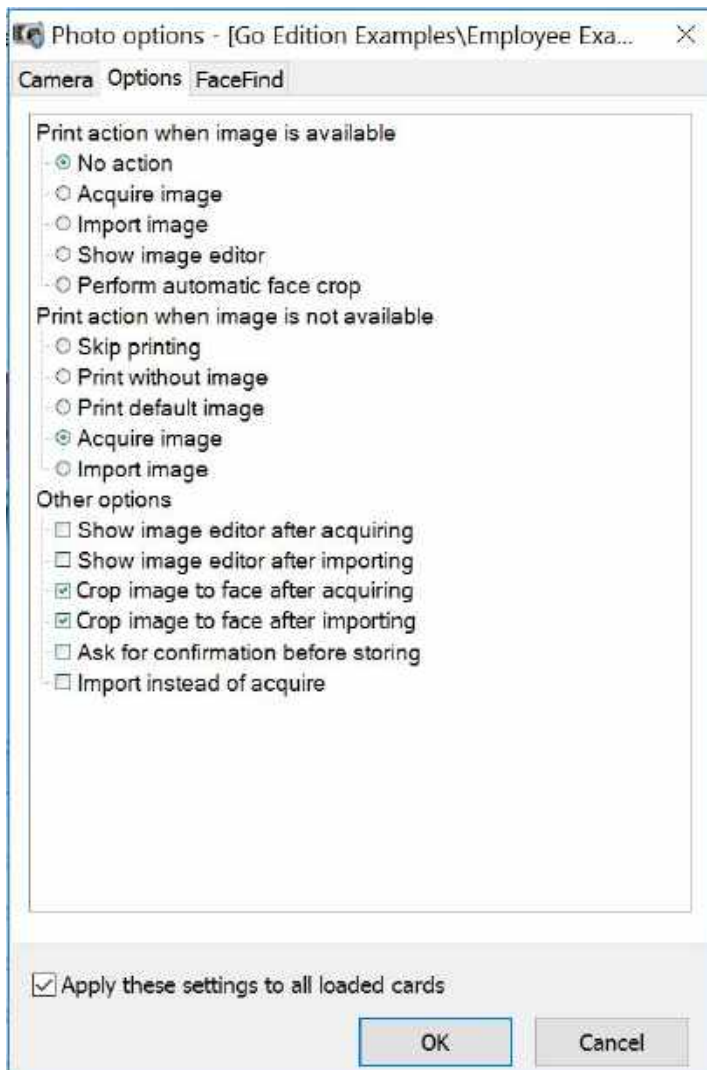 Photo options - [Go Edition Examples\Employee Exa...
Camera Options FaceFind
Print action when image is available
No action
Acquire image
Import image
Show image editor
Perform automatic face crop
Print action when image is not available
Skip printing
Print without image
Print default image
Acquire image
Import image
Other options
Show image editor after acquiring
Show image editor after importing
Crop image to face after acquiring
Crop image to face after importing
Ask for confirmation before storing
Import instead of acquire
Apply these settings to all loaded cards
OK Cancel